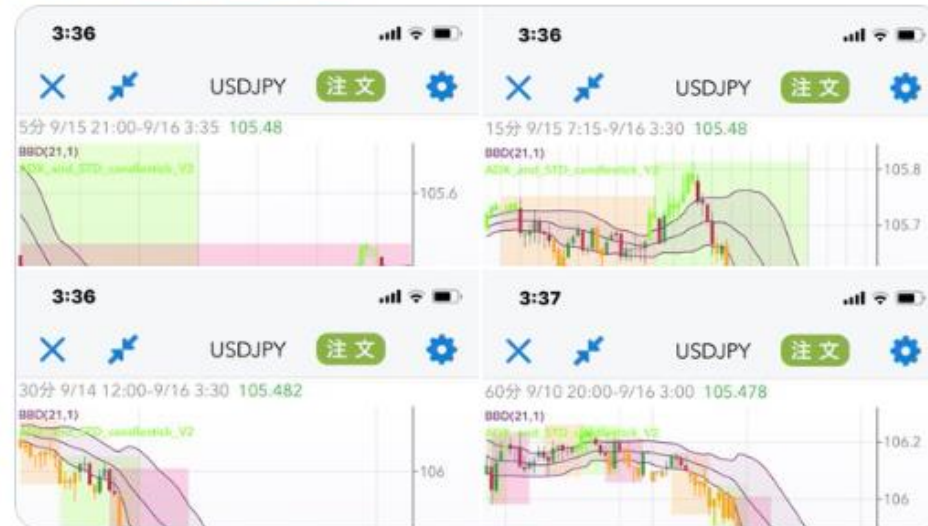 3:36
USDJPY 注文
5分 9/15 21:00-9/16 3:35 105.48
BBD(21,1)
ADX_and_STD_candlestick_V2
105.6
3:36
USDJPY 注文
15分 9/15 7:15-9/16 3:30 105.48
BBD(21,1)
ADX_and_STD_candlestick_V2
105.8
105.7
3:36
USDJPY 注文
30分 9/14 12:00-9/16 3:30 105.482
BBD(21,1)
ADX_and_STD_candlestick_V2
106
3:37
USDJPY 注文
60分 9/10 20:00-9/16 3:00 105.478
BBD(21,1)
ADX_and_STD_candlestick_V2
106.2
106